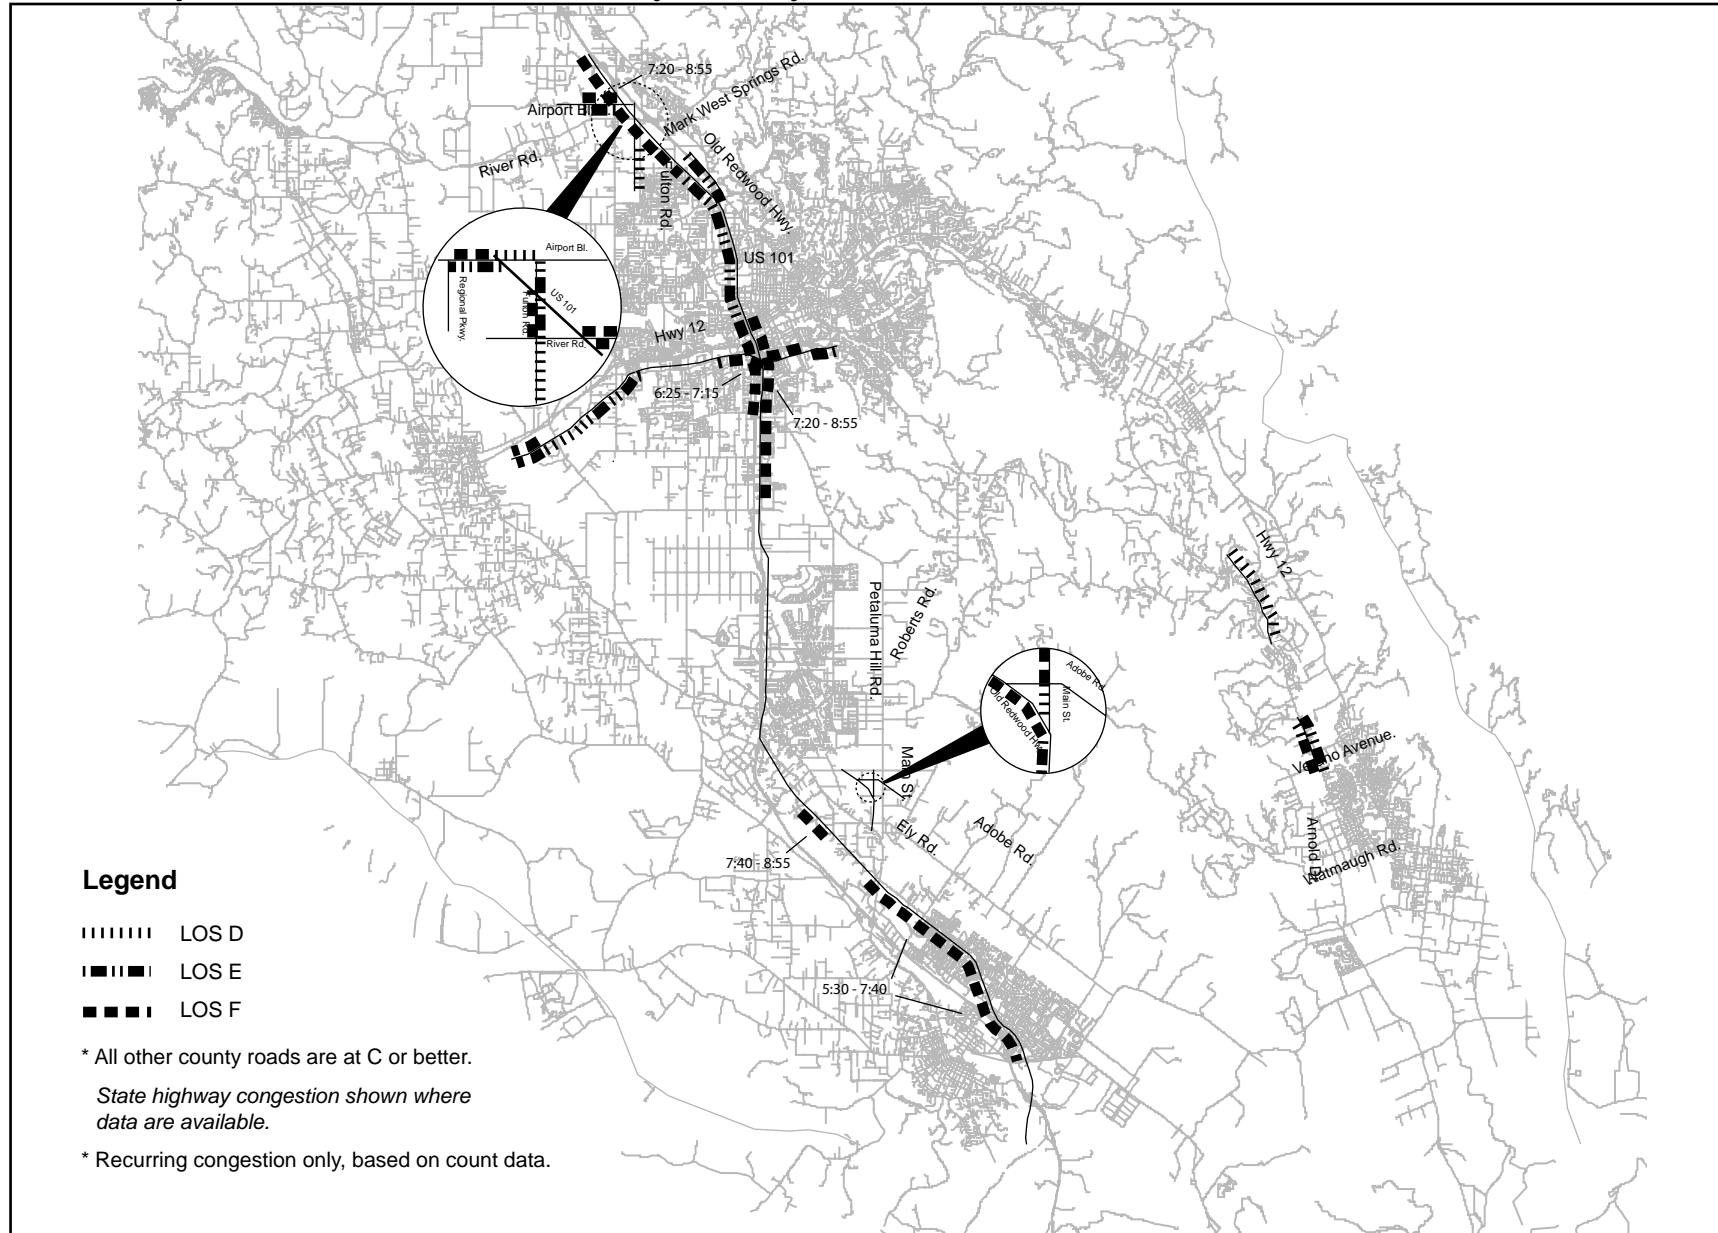 7:20 - 8:55
Mark West Springs Rd.
Airport Bl.
Old Redwood Hwy.
River Rd.
Fulton Rd.
US 101
Airport Bl.
Regional Pkwy.
Fulton Rd.
US 101
River Rd.
Hwy 12
6:25 - 7:15
7:20 - 8:55
Hwy 12
Petaluma Hill Rd.
Roberts Rd.
Adobe Rd.
Main St.
Old Redwood Hwy.
Main St.
Verano Avenue.
Ely Rd.
Adobe Rd.
Arnold Dr.
Watmaugh Rd.
7:40 - 8:55
5:30 - 7:40
Legend
LOS D
LOS E
LOS F
* All other county roads are at C or better.
State highway congestion shown where
data are available.
* Recurring congestion only, based on count data.